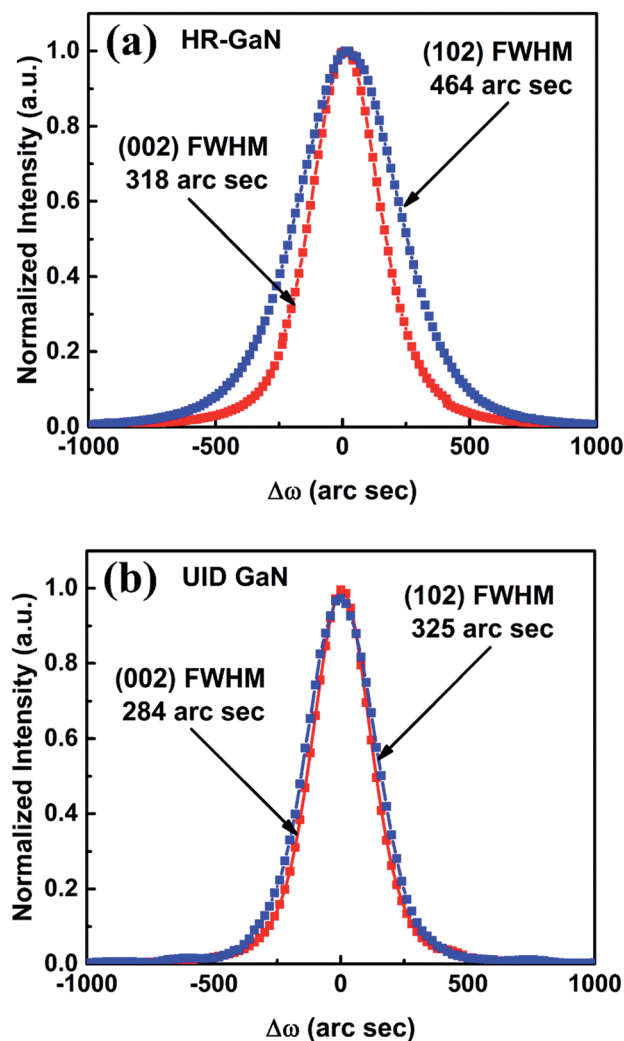 (a) HR-GaN
(102) FWHM
464 arc sec
(002) FWHM
318 arc sec
Normalized Intensity (a.u.)
1.0
0.8
0.6
0.4
0.2
0.0
-1000 -500 0 500 1000
Δω (arc sec)
(b) UID GaN
(102) FWHM
325 arc sec
(002) FWHM
284 arc sec
Normalized Intensity (a.u.)
1.0
0.8
0.6
0.4
0.2
0.0
-1000 -500 0 500 1000
Δω (arc sec)